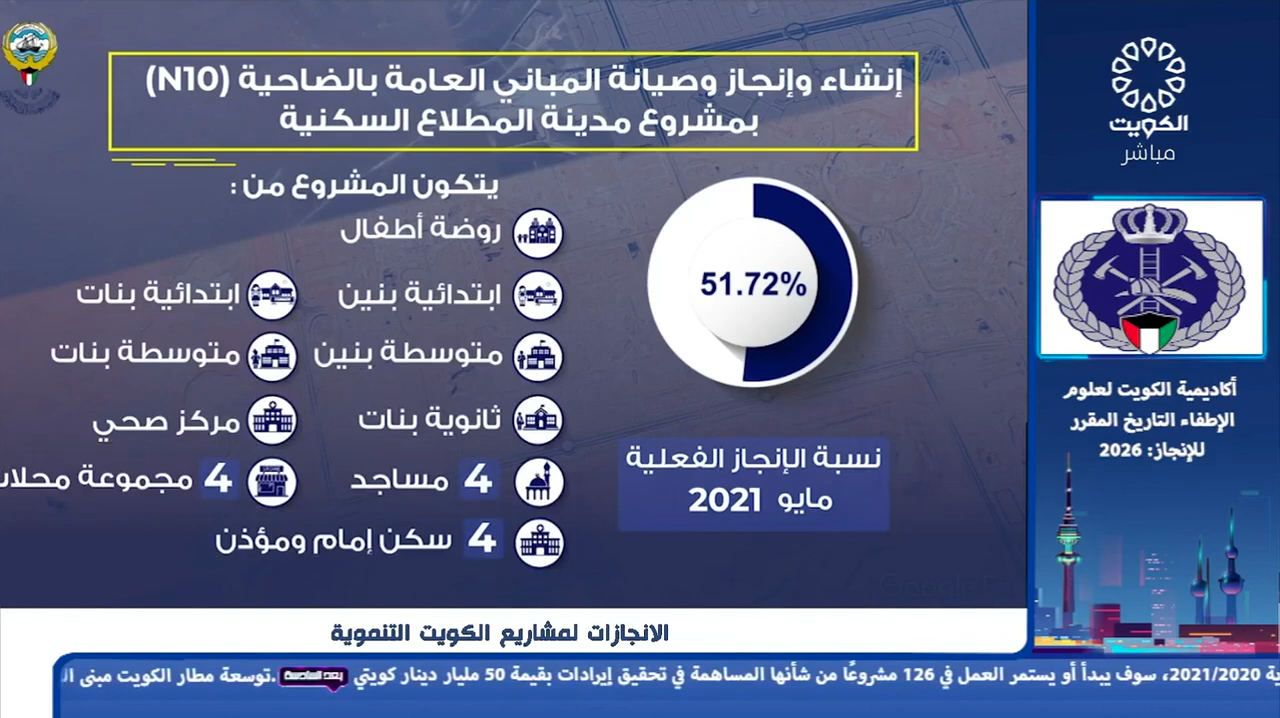 إنشاء وإنجاز وصيانة المباني العامة بالضاحية (N10)
بمشروع مدينة المطلاع السكنية
يتكون المشروع من :
روضة أطفال
ابتدائية بنين
ابتدائية بنات
متوسطة بنين
متوسطة بنات
ثانوية بنات
مركز صحي
4 مساجد
4 مجموعة محلات
4 سكن إمام ومؤذن
51.72%
نسبة الإنجاز الفعلية
مايو 2021
الكويت
مباشر
أكاديمية الكويت لعلوم
الإطفاء التاريخ المقرر
للإنجاز: 2026
الانجازات لمشاريع الكويت التنموية
2021/2020، سوف يبدأ أو يستمر العمل في 126 مشروعًا من شأنها المساهمة في تحقيق إيرادات بقيمة 50 مليار دينار كويتي بعد السادسة .توسعة مطار الكويت مبنى